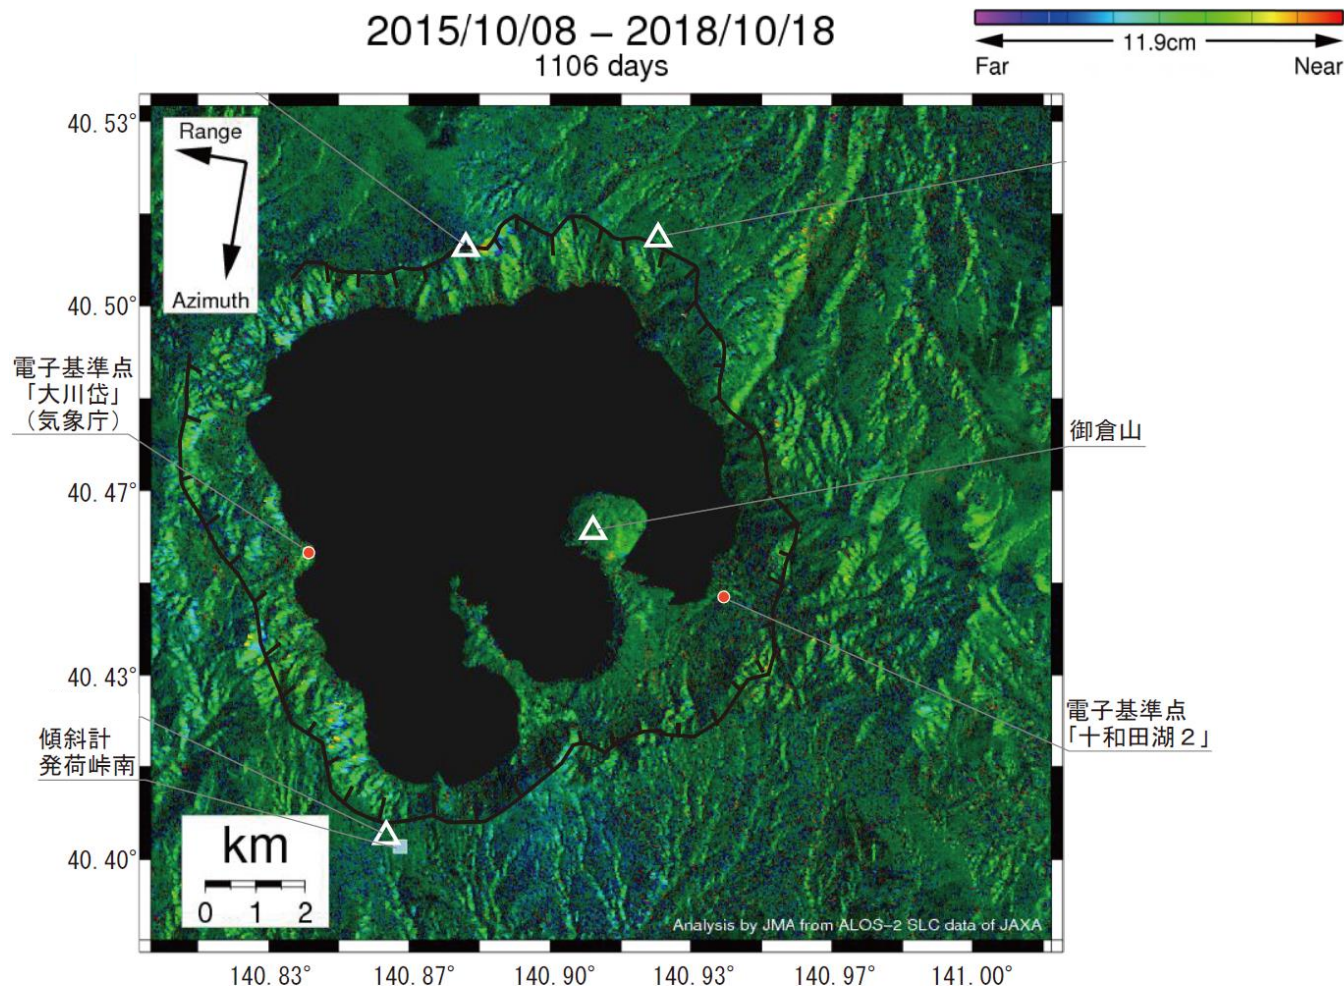 2015/10/08 – 2018/10/18
1106 days
11.9cm
Far
Near
40.53°
Range
Azimuth
40.50°
電子基準点
「大川岱」
（気象庁）
御倉山
40.47°
40.43°
電子基準点
「十和田湖２」
傾斜計
発荷峠南
km
0 1 2
40.40°
Analysis by JMA from ALOS–2 SLC data of JAXA
140.83° 140.87° 140.90° 140.93° 140.97° 141.00°